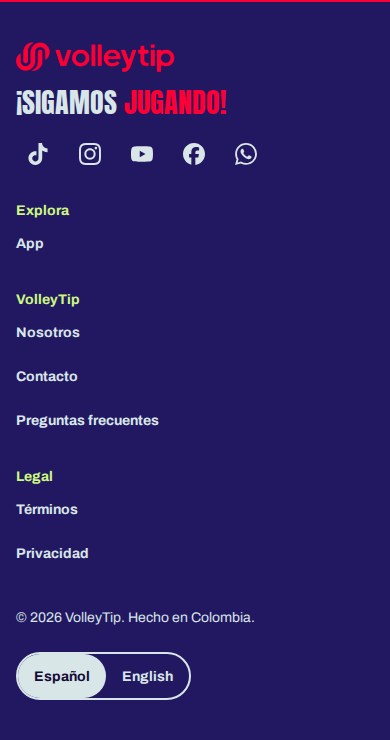 volleytip
¡SIGAMOS JUGANDO!
Explora
App
VolleyTip
Nosotros
Contacto
Preguntas frecuentes
Legal
Términos
Privacidad
© 2026 VolleyTip. Hecho en Colombia.
Español English